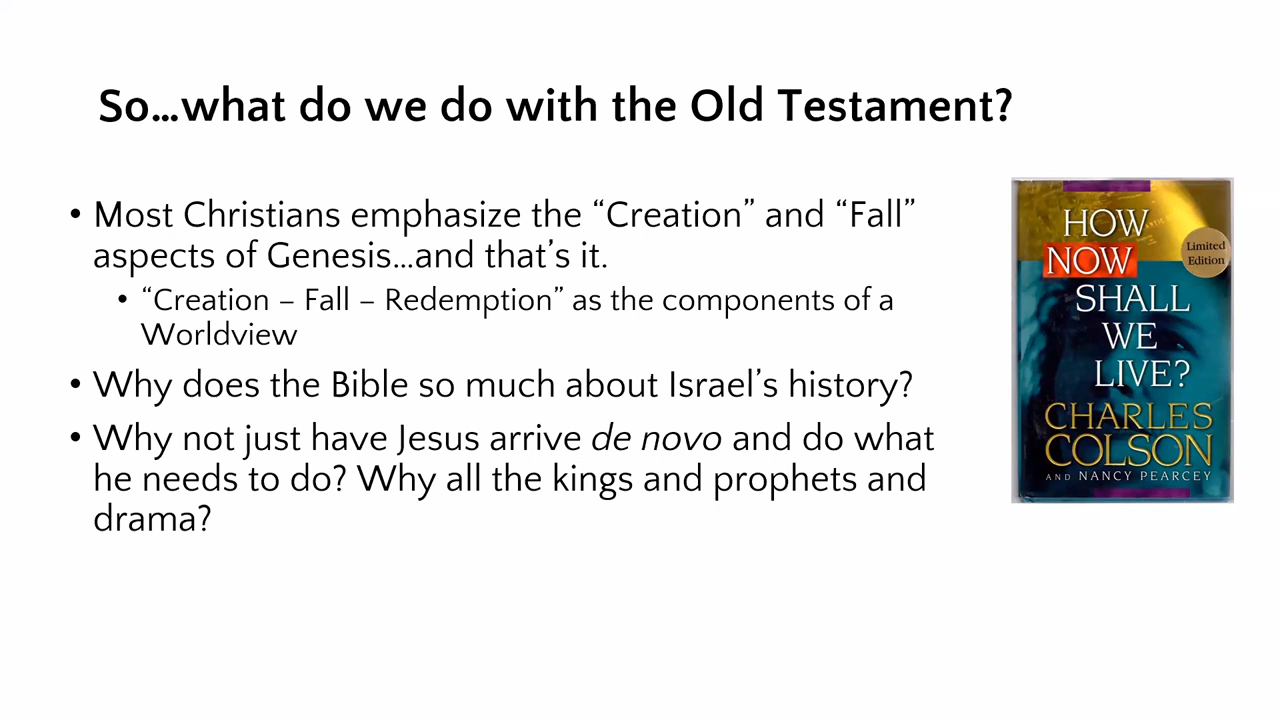 So...what do we do with the Old Testament?
• Most Christians emphasize the “Creation” and “Fall”
aspects of Genesis...and that’s it.
• “Creation – Fall – Redemption” as the components of a
Worldview
• Why does the Bible so much about Israel’s history?
• Why not just have Jesus arrive de novo and do what
he needs to do? Why all the kings and prophets and
drama?
HOW
NOW
SHALL
WE
LIVE?
Limited
Edition
CHARLES
COLSON
AND NANCY PEARCEY